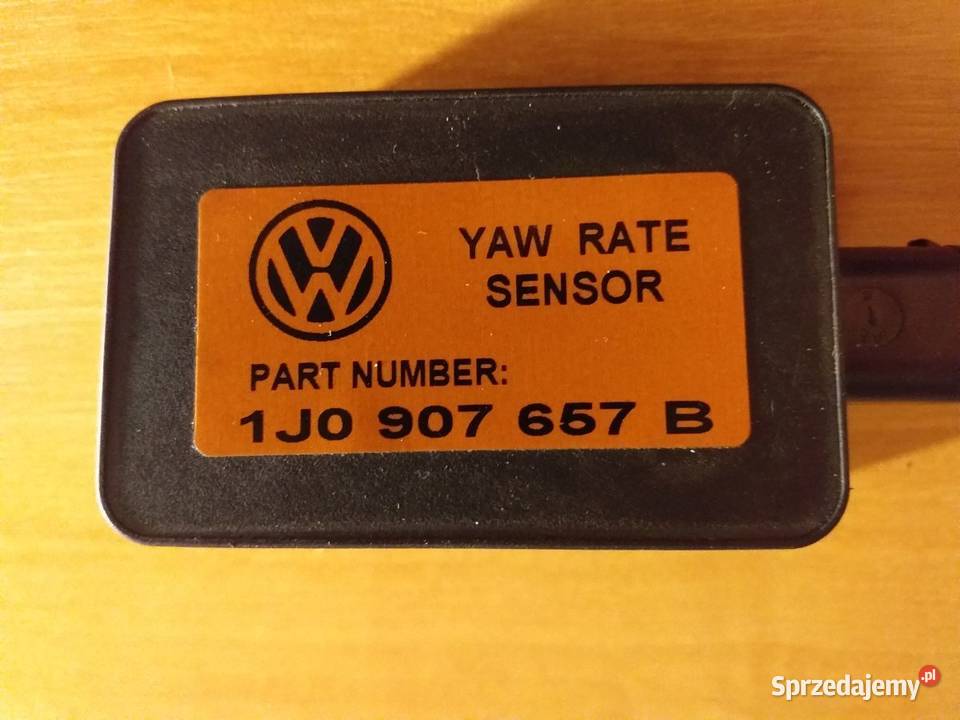 YAW RATE
SENSOR
PART NUMBER:
1J0 907 657 B
Sprzedajemy.pl